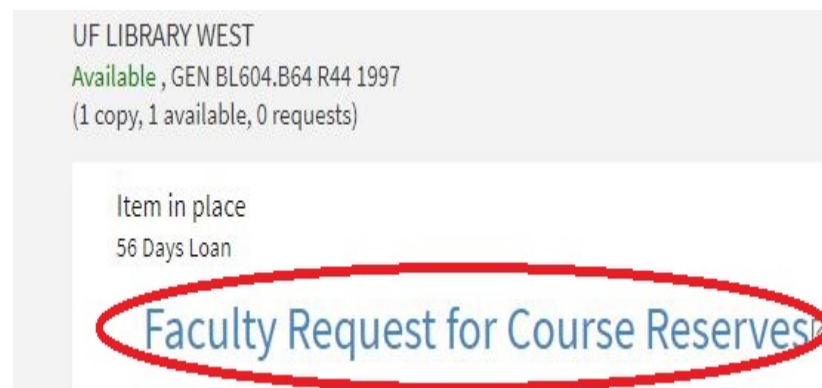 UF LIBRARY WEST
Available , GEN BL604.B64 R44 1997
(1 copy, 1 available, 0 requests)
Item in place
56 Days Loan
Faculty Request for Course Reserves